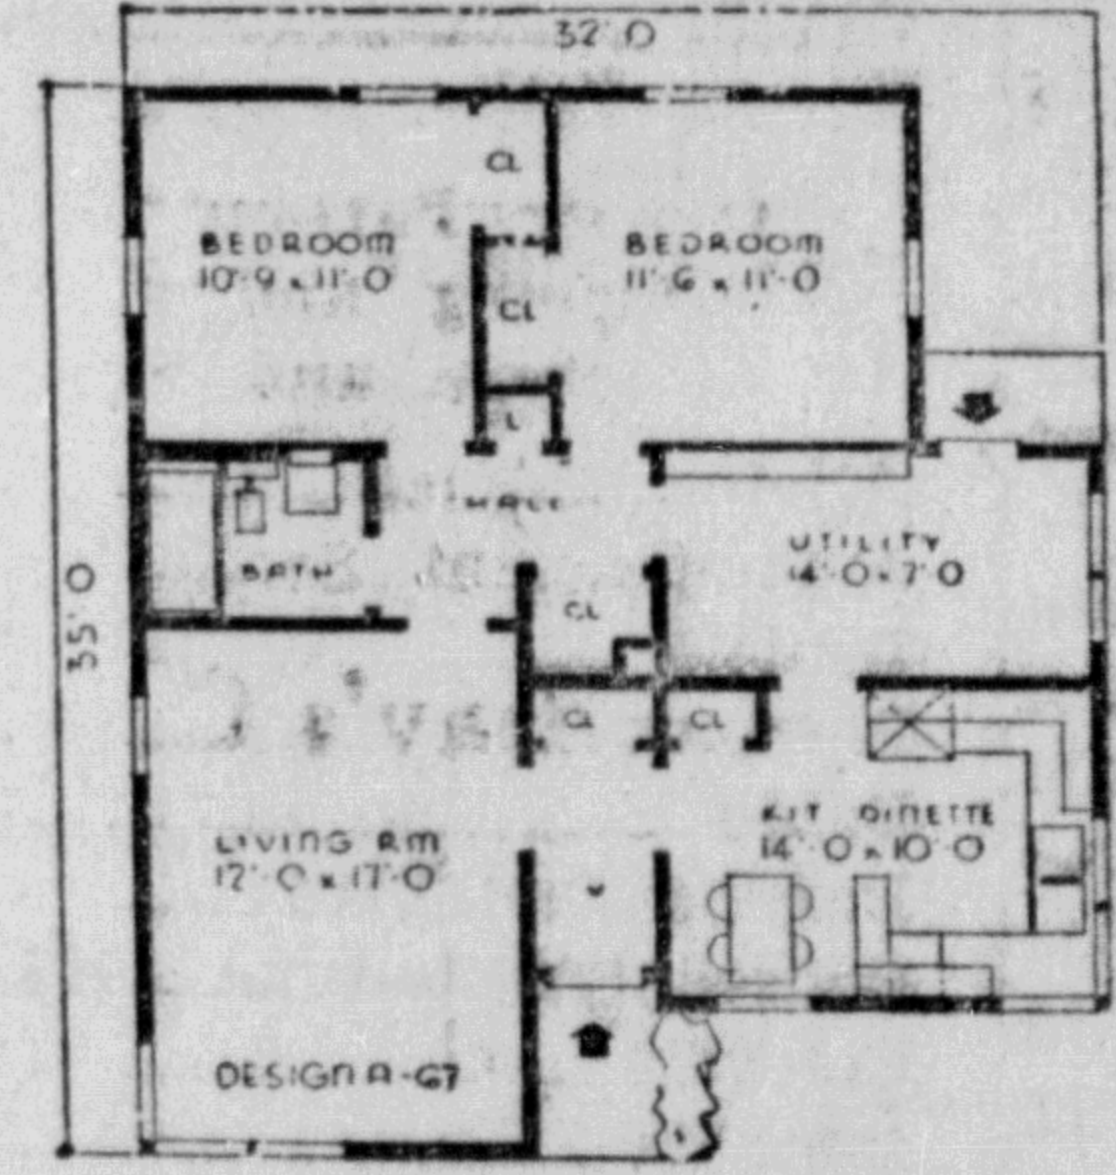 32'-0
CL
BEDROOM
10'-9 x 11'-0
BEDROOM
11'-6 x 11'-0
CL
L
HALL
UTILITY
14'-0 x 7'-0
BATH
CL
35'-0
CL
CL
KIT DINETTE
14'-0 x 10'-0
LIVING RM
12'-0 x 17'-0
V
DESIGN A-67